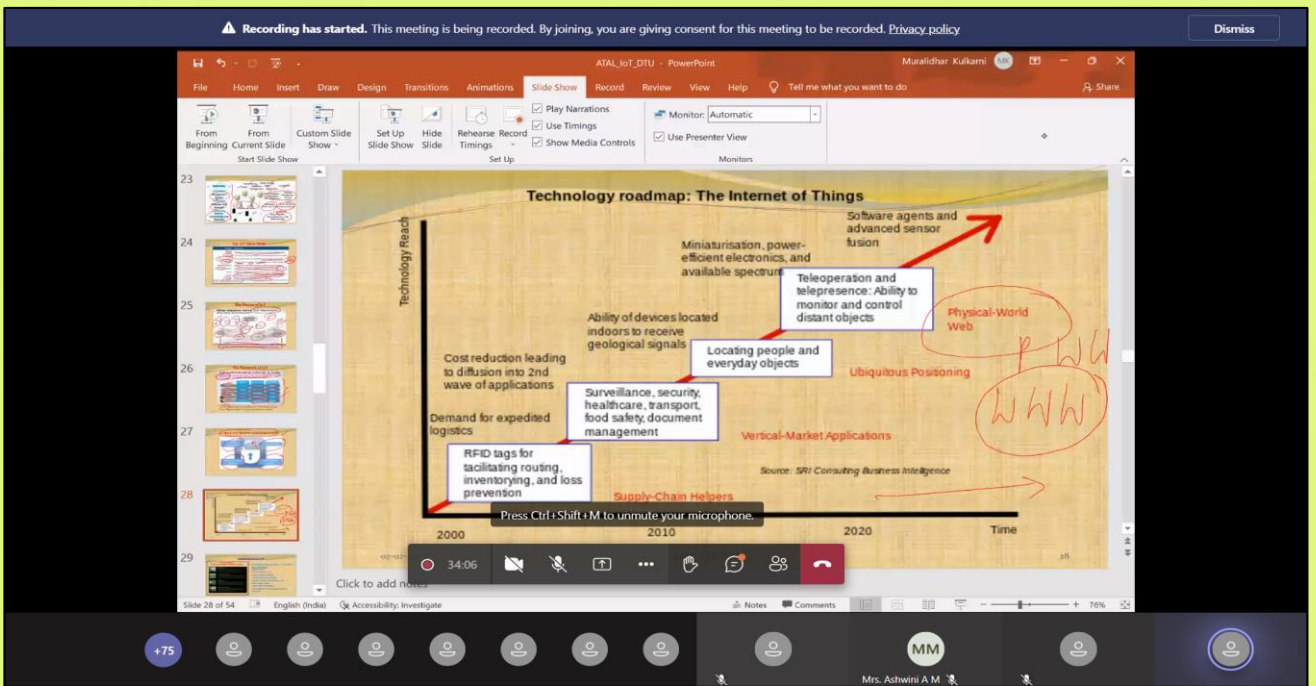 Recording has started. This meeting is being recorded. By joining, you are giving consent for this meeting to be recorded. Privacy policy
Dismiss
ATAL_IoT_DTU - PowerPoint
Muralidhar Kulkarni
MK
File Home Insert Draw Design Transitions Animations Slide Show Record Review View Help Tell me what you want to do
Share
From Beginning
From Current Slide
Custom Slide Show
Set Up Slide Show
Hide Slide
Rehearse Timings
Record
Play Narrations
Use Timings
Show Media Controls
Monitor: Automatic
Use Presenter View
Start Slide Show
Set Up
Monitors
23
24
25
26
27
28
29
Technology roadmap: The Internet of Things
Technology Reach
Software agents and
advanced sensor
fusion
Miniaturisation, power-
efficient electronics, and
available spectrum
Teleoperation and
telepresence: Ability to
monitor and control
distant objects
Physical-World
Web
P W W
W W W
Ability of devices located
indoors to receive
geological signals
Locating people and
everyday objects
Ubiquitous Positioning
Cost reduction leading
to diffusion into 2nd
wave of applications
Surveillance, security,
healthcare, transport,
food safety, document
management
Vertical-Market Applications
Demand for expedited
logistics
RFID tags for
tacilitating routing,
inventorying, and loss
prevention
Source: SRI Consulting Business Intelligence
Supply-Chain Helpers
Press Ctrl+Shift+M to unmute your microphone.
2000
2010
2020
Time
28
34:06
Click to add notes
Slide 28 of 54
English (India)
Accessibility: Investigate
Notes
Comments
76%
+75
MM
Mrs. Ashwini A M